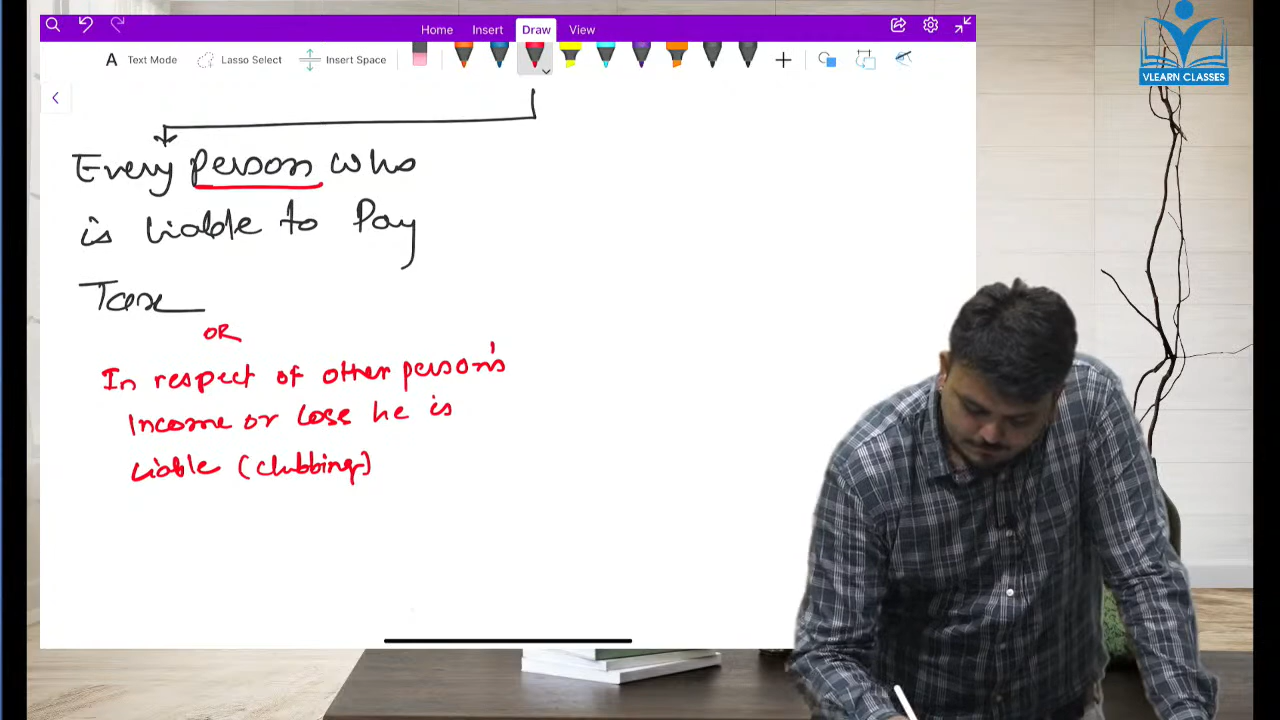 Home Insert Draw View
A Text Mode Lasso Select Insert Space
VLEARN CLASSES
Every person who
is liable to Pay
Tax
OR
In respect of other person's
Income or Loss he is
Liable (clubbing)